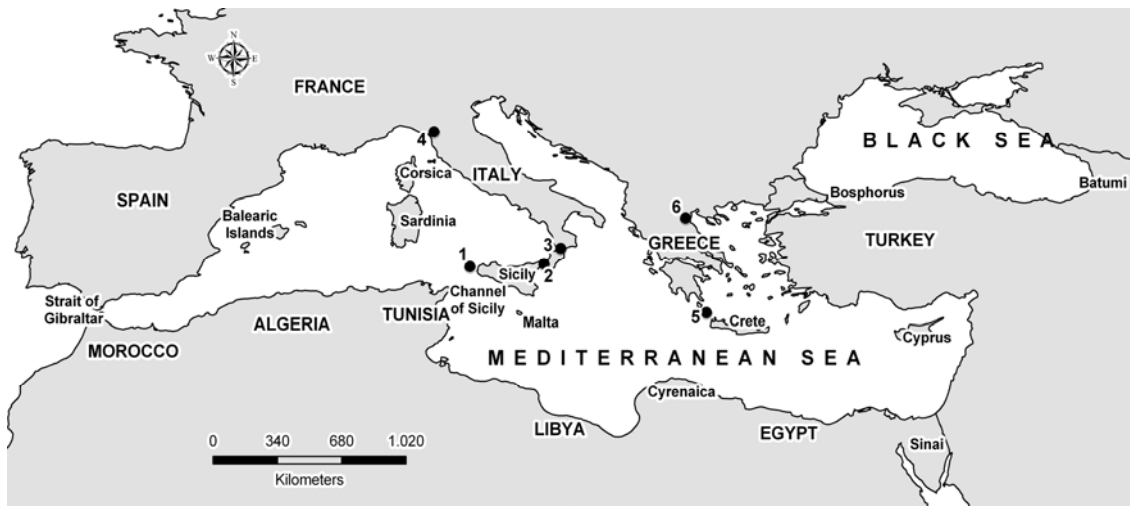 N
W E
S
FRANCE
4
Corsica
ITALY
BLACK SEA
Batumi
Bosphorus
SPAIN
Balearic
Islands
Sardinia
6
GREECE
TURKEY
3
1
Sicily
2
Strait of
Gibraltar
Channel
of Sicily
TUNISIA
ALGERIA
Malta
5
Crete
Cyprus
MOROCCO
MEDITERRANEAN SEA
Cyrenaica
LIBYA
EGYPT
Sinai
0 340 680 1.020
Kilometers